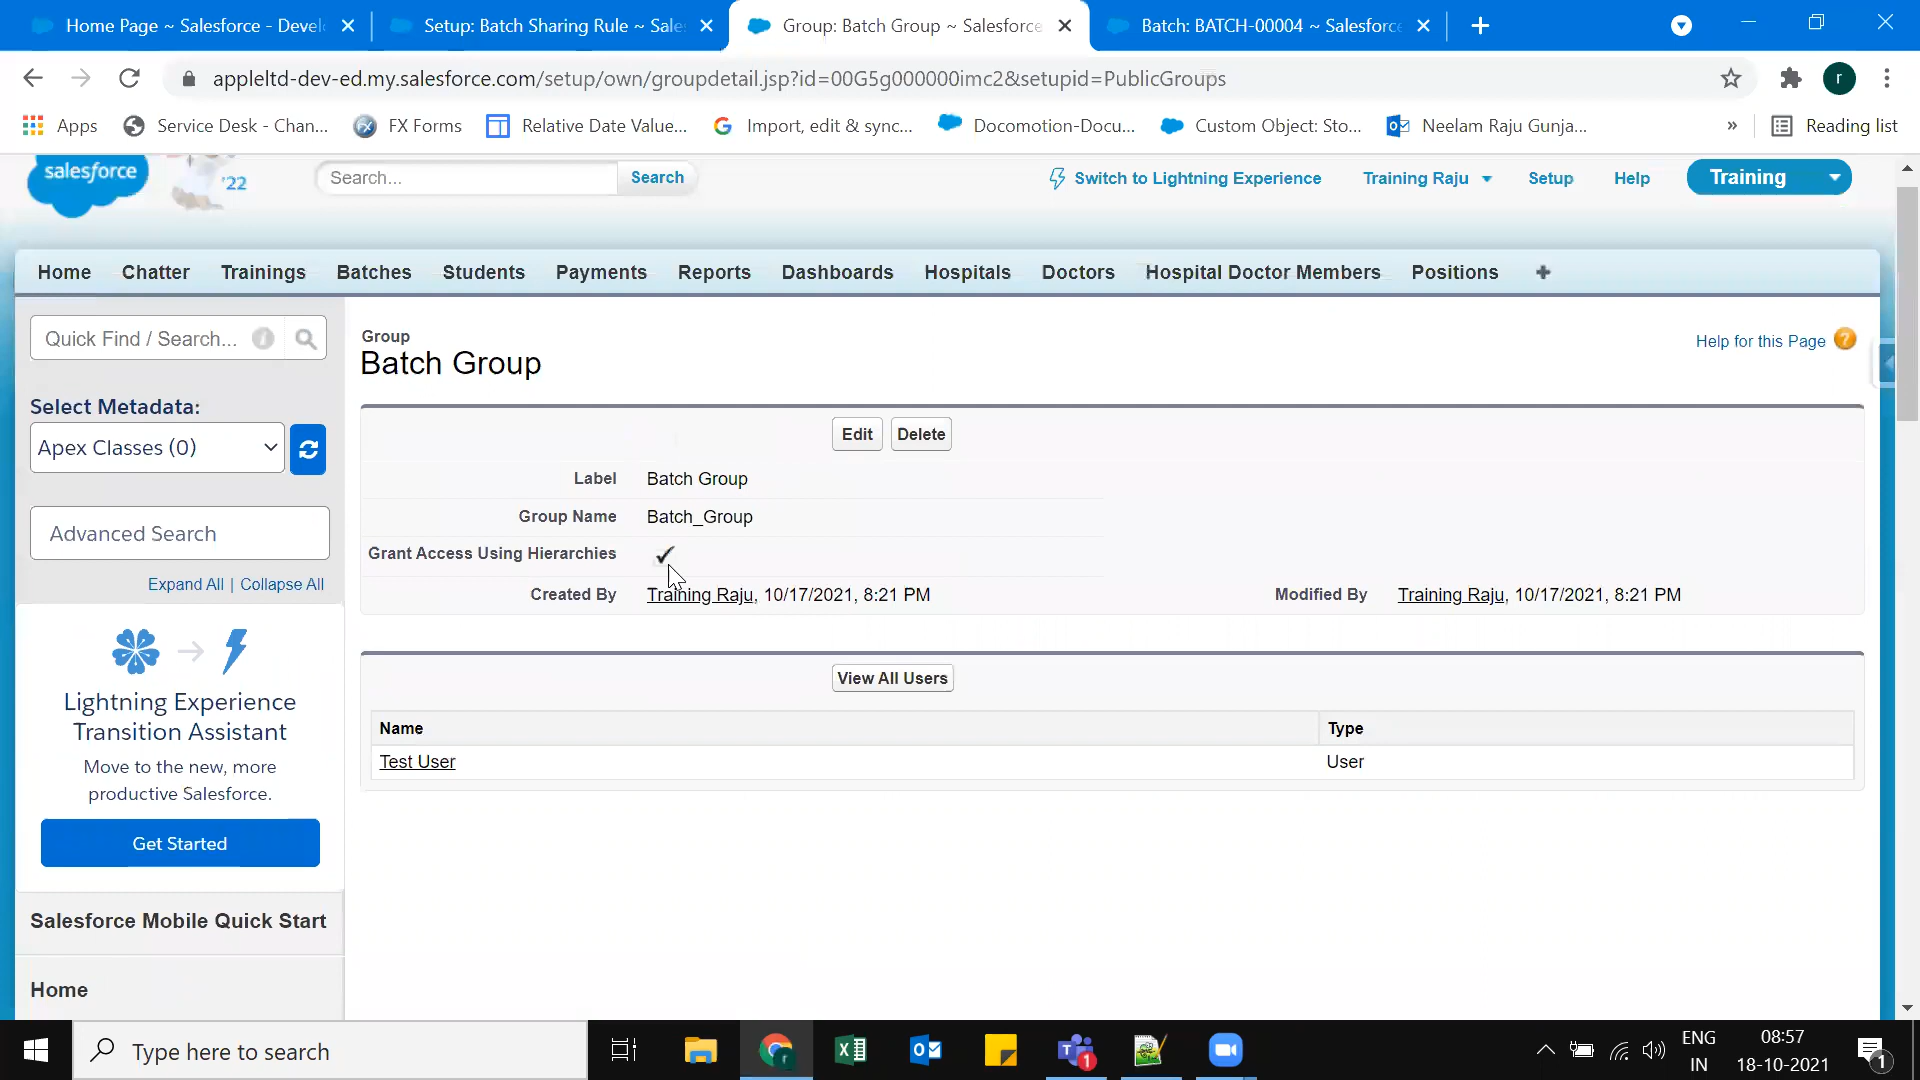 Home Page ~ Salesforce - Devel
Setup: Batch Sharing Rule ~ Sale
Group: Batch Group ~ Salesforce
Batch: BATCH-00004 ~ Salesforce
appleltd-dev-ed.my.salesforce.com/setup/own/groupdetail.jsp?id=00G5g000000imc2&setupid=PublicGroups
r
Apps
Service Desk - Chan...
FX Forms
Relative Date Value...
Import, edit & sync...
Docomotion-Docu...
Custom Object: Sto...
Neelam Raju Gunja...
»
Reading list
salesforce
'22
Search...
Search
Switch to Lightning Experience
Training Raju
Setup
Help
Training
Home
Chatter
Trainings
Batches
Students
Payments
Reports
Dashboards
Hospitals
Doctors
Hospital Doctor Members
Positions
Quick Find / Search...
Select Metadata:
Apex Classes (0)
Advanced Search
Expand All | Collapse All
Lightning Experience
Transition Assistant
Move to the new, more
productive Salesforce.
Get Started
Salesforce Mobile Quick Start
Home
Group
Batch Group
Help for this Page
Edit
Delete
Label Batch Group
Group Name Batch_Group
Grant Access Using Hierarchies
Created By Training Raju, 10/17/2021, 8:21 PM
Modified By Training Raju, 10/17/2021, 8:21 PM
View All Users
Name Type
Test User User
Type here to search
1
ENG
IN
08:57
18-10-2021
1